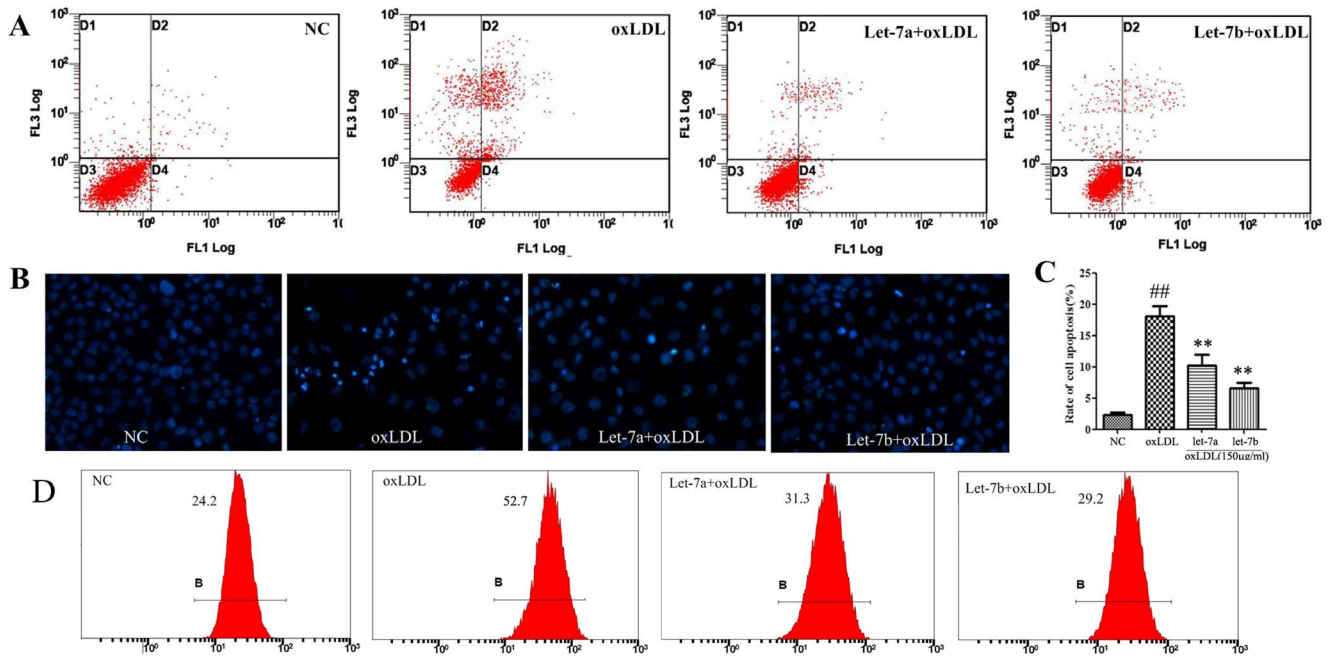 A
D1 D2 NC
10³
10²
10¹
10⁰
FL3 Log
D3 D4
10⁰ 10¹ 10²
FL1 Log
D1 D2 oxLDL
10³
10²
10¹
10⁰
FL3 Log
D3 D4
10⁰ 10¹ 10² 10³
FL1 Log
D1 D2
Let-7a+oxLDL
10³
10²
10¹
10⁰
FL3 Log
D3 D4
10⁰ 10¹ 10² 10³
FL1 Log
D1 D2
Let-7b+oxLDL
10³
10²
10¹
10⁰
FL3 Log
D3 D4
10⁰ 10¹ 10² 10³
FL1 Log
B
NC
oxLDL
Let-7a+oxLDL
Let-7b+oxLDL
C
Rate of cell apoptosis(%)
25
20
15
10
5
0
##
**
**
NC oxLDL let-7a let-7b
oxLDL(150μg/ml)
D
NC
24.2
B
10⁰ 10¹ 10² 10³
oxLDL
52.7
B
10⁰ 10¹ 10² 10³
Let-7a+oxLDL
31.3
B
10⁰ 10¹ 10² 10³
Let-7b+oxLDL
29.2
B
10⁰ 10¹ 10² 10³